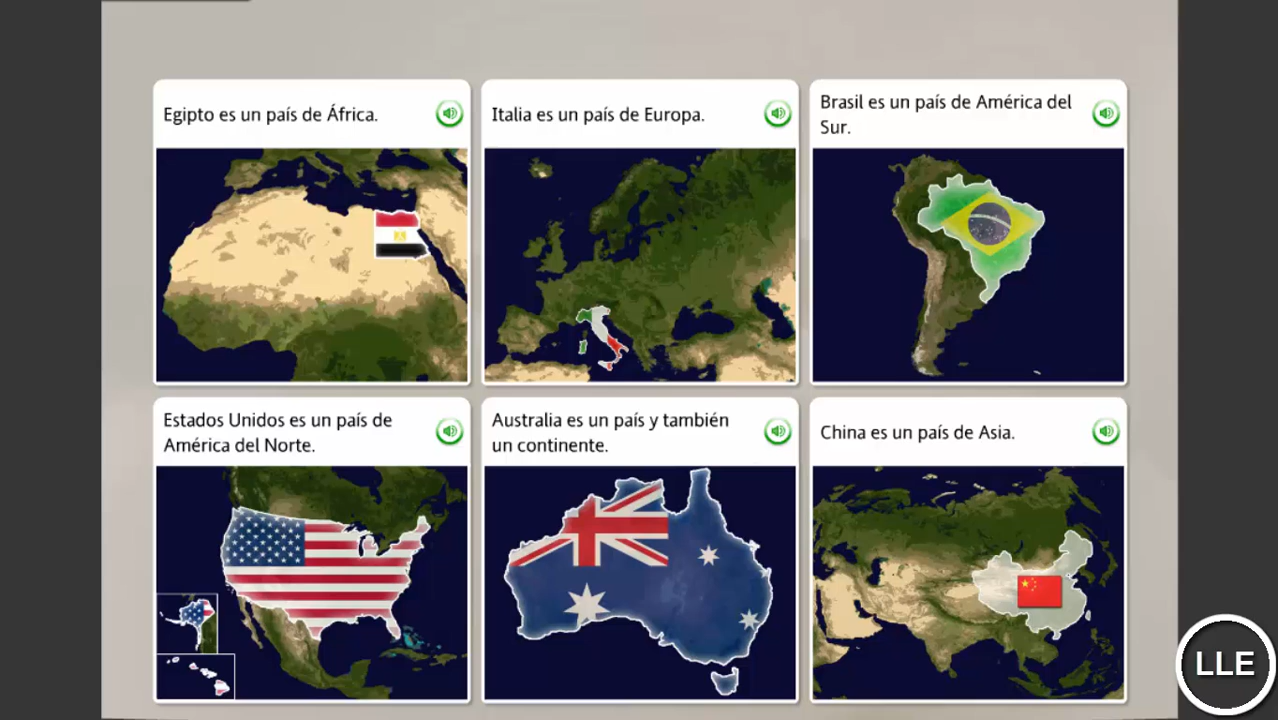 Egipto es un país de África.
Italia es un país de Europa.
Brasil es un país de América del
Sur.
Estados Unidos es un país de
América del Norte.
Australia es un país y también
un continente.
China es un país de Asia.
LLE